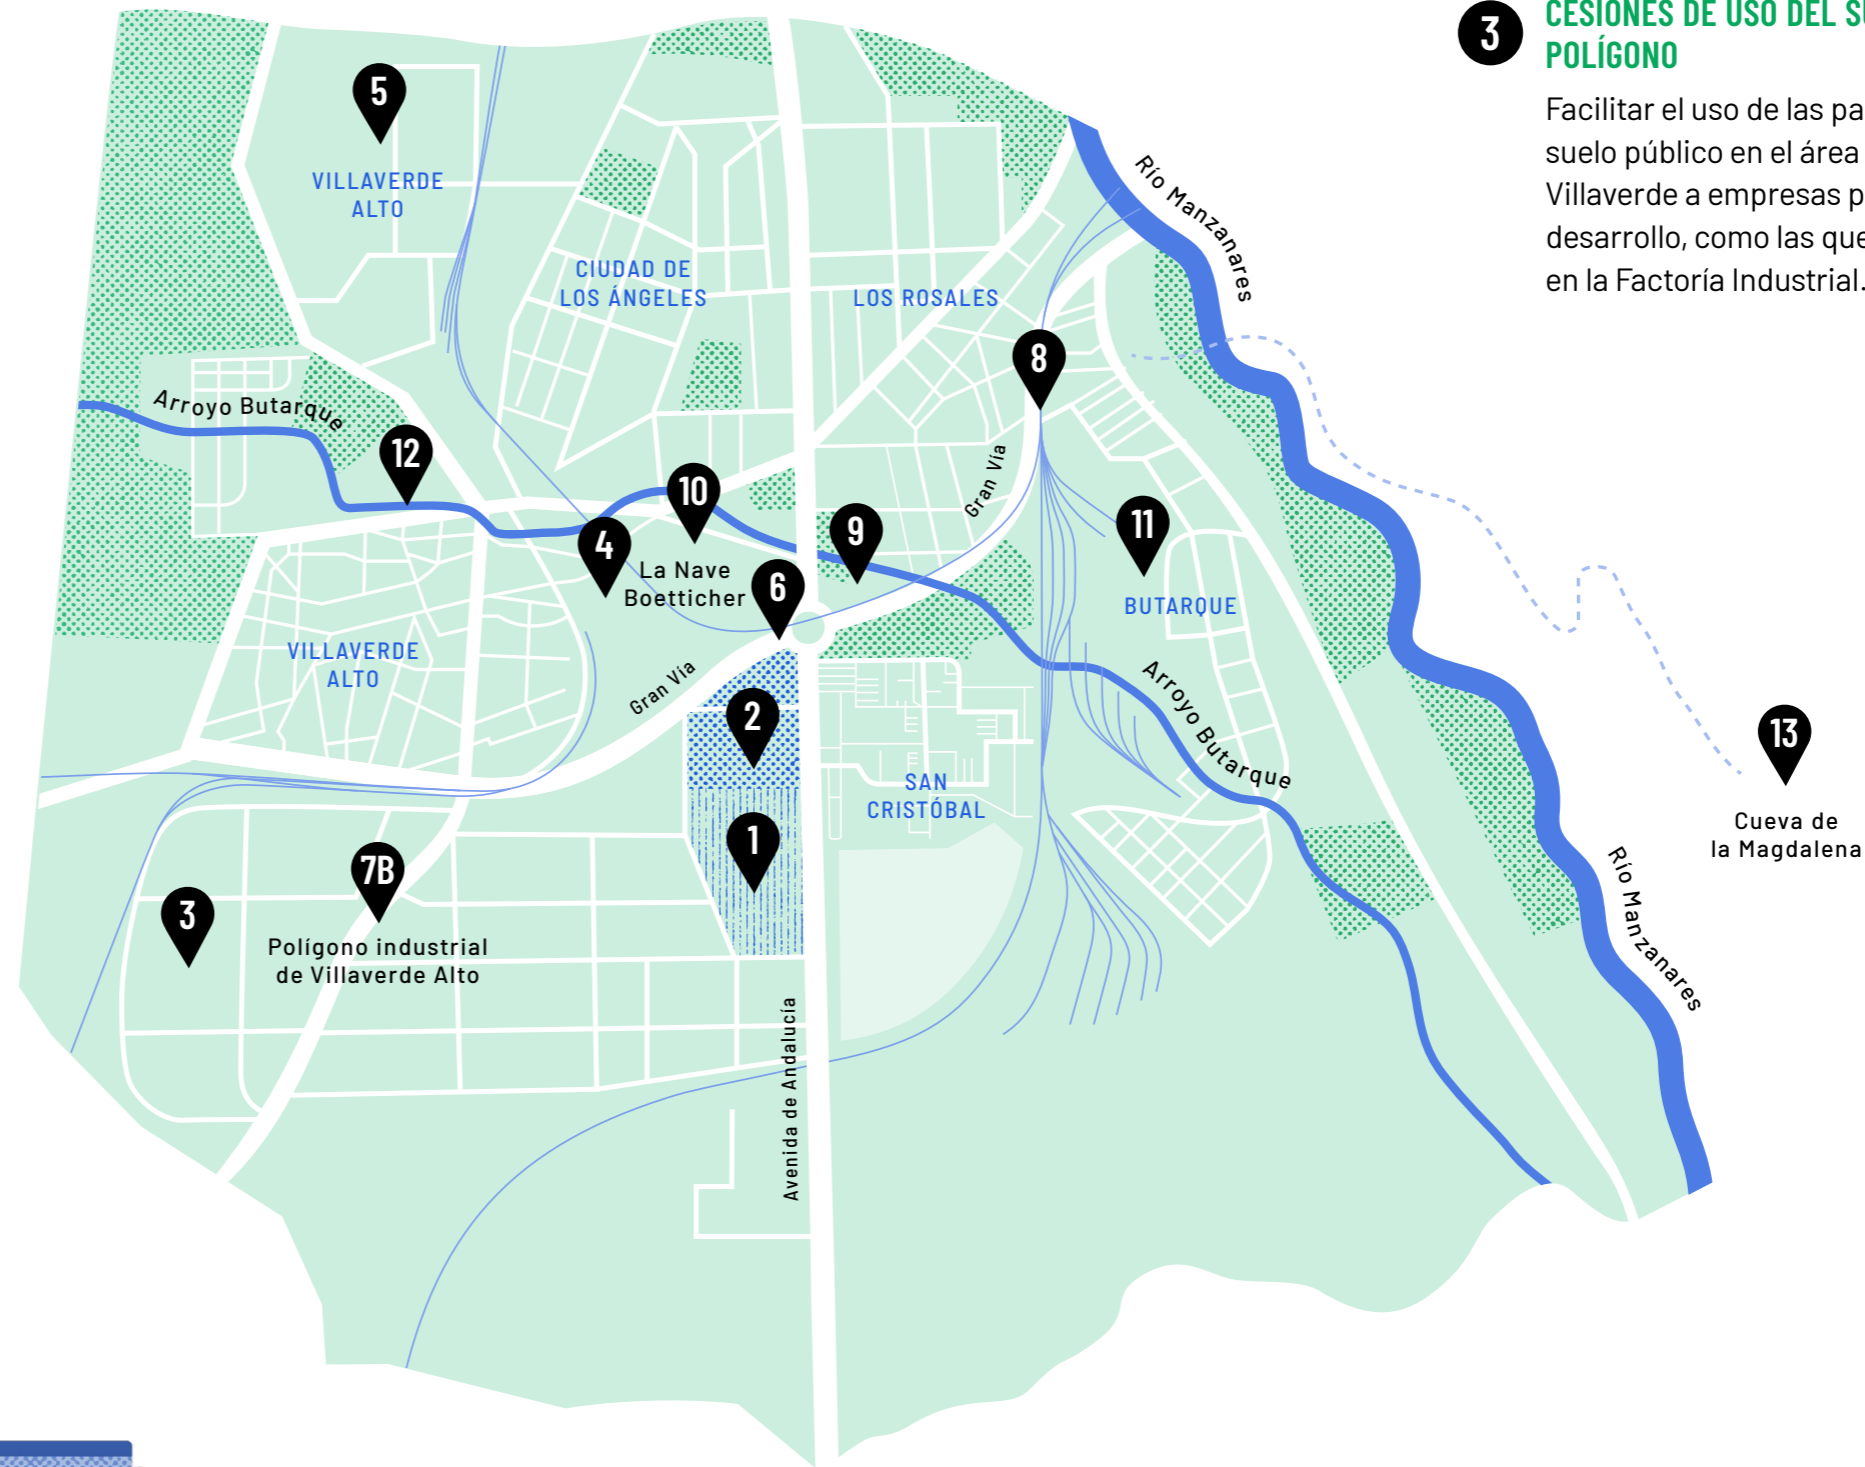 3
CESIONES DE USO DEL
POLÍGONO
Facilitar el uso de las
suelo público en el área
Villaverde a empresas
desarrollo, como las
en la Factoría Industrial.
5
VILLAVERDE
ALTO
Río Manzanares
CIUDAD DE
LOS ÁNGELES
LOS ROSALES
8
Arroyo Butarque
12
10
Gran Vía
11
9
4
La Nave
Boetticher
6
BUTARQUE
VILLAVERDE
ALTO
Gran Vía
2
Arroyo Butarque
13
SAN
CRISTÓBAL
Cueva de
la Magdalena
1
7B
3
Polígono industrial
de Villaverde Alto
Río Manzanares
Avenida de Andalucía